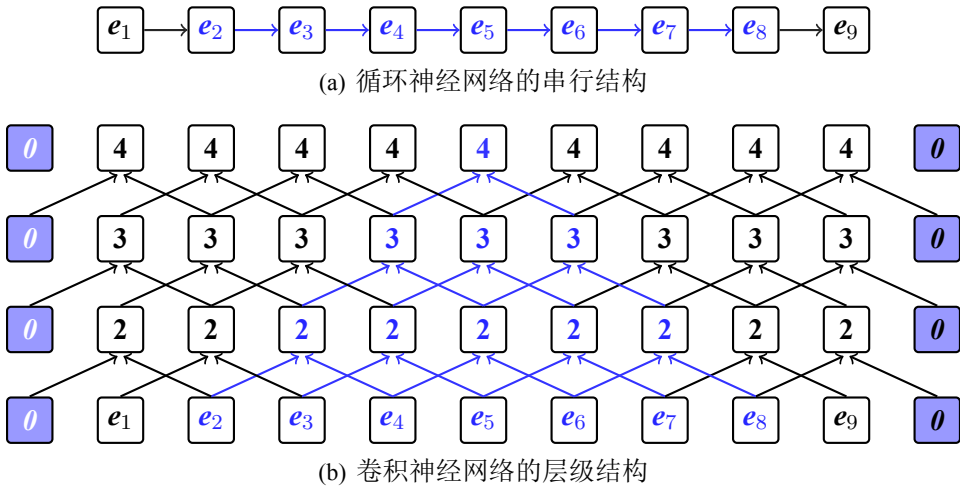 e₁ e₂ e₃ e₄ e₅ e₆ e₇ e₈ e₉
(a) 循环神经网络的串行结构
0 4 4 4 4 4 4 4 4 4 0
0 3 3 3 3 3 3 3 3 3 0
0 2 2 2 2 2 2 2 2 2 0
0 e₁ e₂ e₃ e₄ e₅ e₆ e₇ e₈ e₉ 0
(b) 卷积神经网络的层级结构